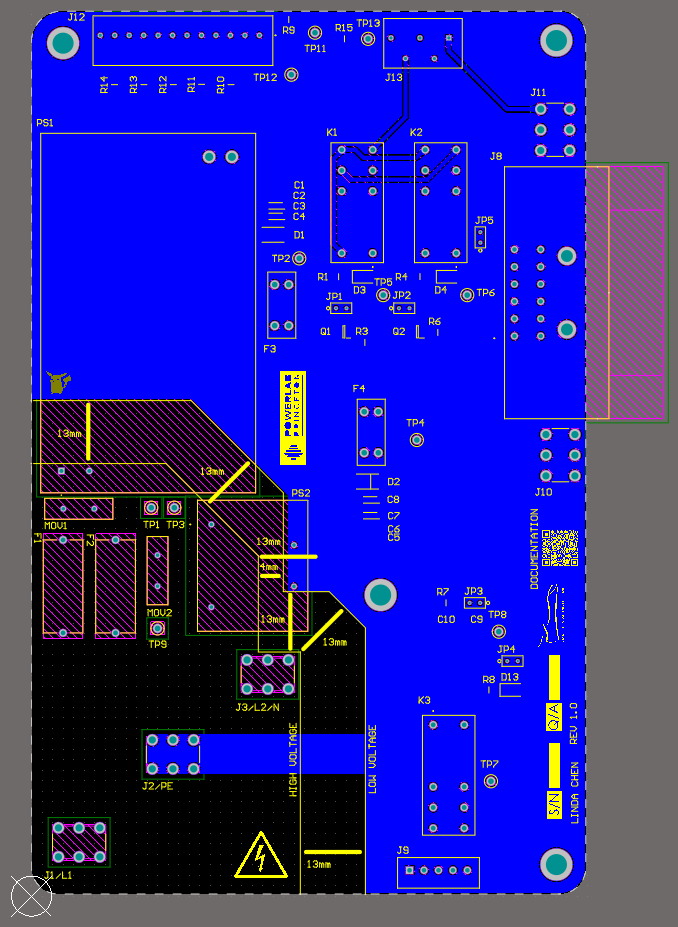 J12
R9
TP11
R15
TP13
TP12
J13
R14
R13
R12
R11
R10
J11
PS1
K1
K2
J8
C1
C2
C3
C4
D1
JP5
TP2
R1
D3
TP5
R4
D4
TP6
JP1
JP2
Q1
R3
Q2
R6
F3
POWERLAB
PRINCETON
F4
13mm
TP4
13mm
J10
D2
PS2
C8
C7
C6
C5
MOV1
TP1
TP3
DOCUMENTATION
F1
F2
13mm
4mm
MOV2
13mm
13mm
TP9
R7
JP3
C10
C9
TP8
JP4
R8
D13
J3/L2/N
K3
Q/A
REV 1.0
HIGH VOLTAGE
LOW VOLTAGE
J2/PE
TP7
S/N
LINDA CHEN
J9
13mm
J1/L1